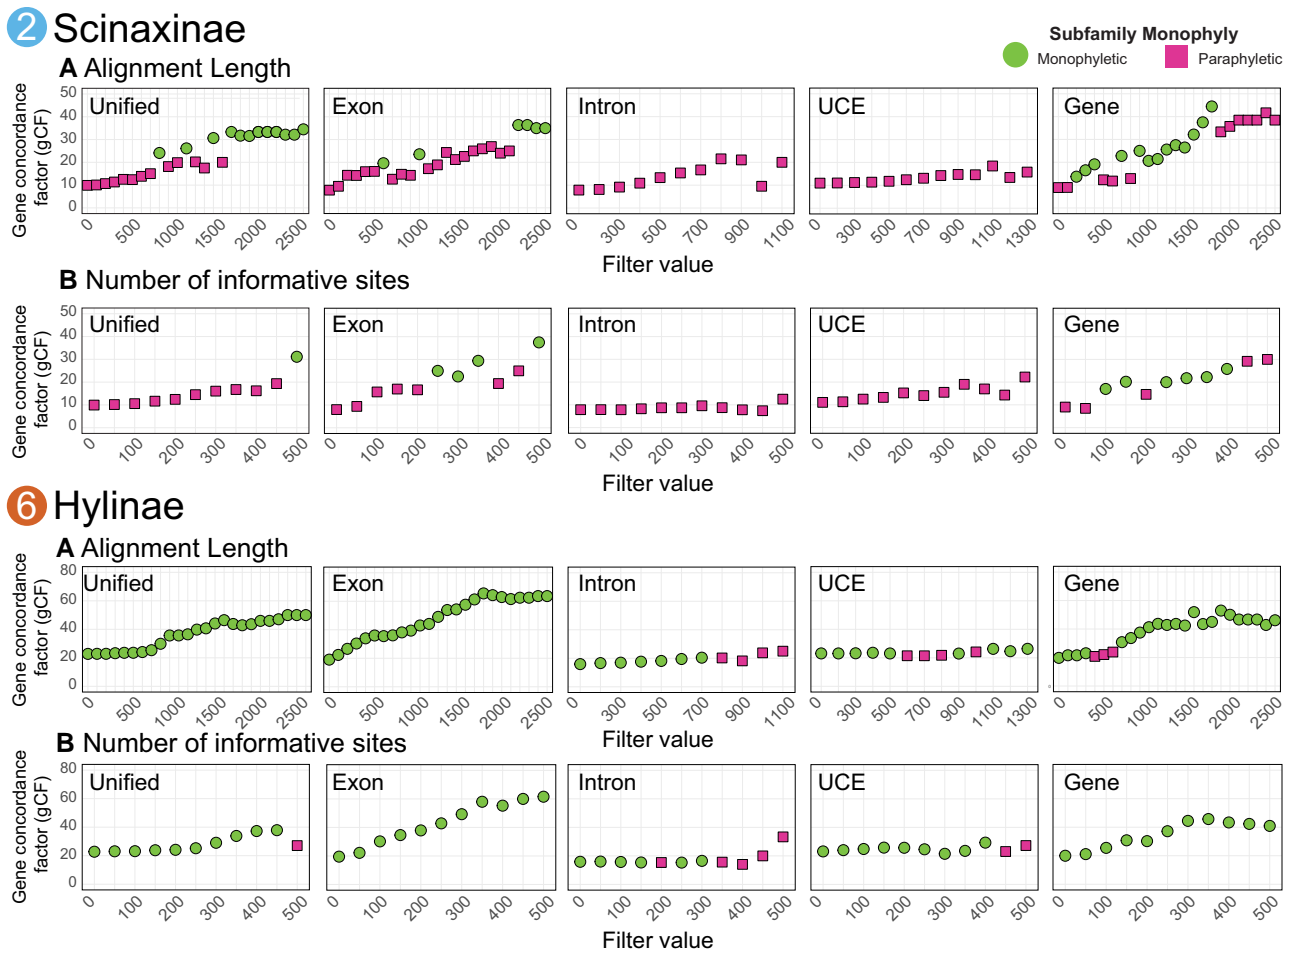 2 Scinaxinae
Subfamily Monophyly
Monophyletic Paraphyletic
A Alignment Length
Gene concordance
factor (gCF)
50
40
30
20
10
0
Unified Exon Intron UCE Gene
0 500 1000 1500 2000 2500
0 500 1000 1500 2000 2500
0 300 500 700 900 1100
0 300 500 700 900 1100 1300
0 500 1000 1500 2000 2500
Filter value
B Number of informative sites
Gene concordance
factor (gCF)
50
40
30
20
10
0
Unified Exon Intron UCE Gene
0 100 200 300 400 500
0 100 200 300 400 500
0 100 200 300 400 500
0 100 200 300 400 500
0 100 200 300 400 500
Filter value
6 Hylinae
A Alignment Length
Gene concordance
factor (gCF)
80
60
40
20
0
Unified Exon Intron UCE Gene
0 500 1000 1500 2000 2500
0 500 1000 1500 2000 2500
0 300 500 700 900 1100
0 300 500 700 900 1100 1300
0 500 1000 1500 2000 2500
Filter value
B Number of informative sites
Gene concordance
factor (gCF)
80
60
40
20
0
Unified Exon Intron UCE Gene
0 100 200 300 400 500
0 100 200 300 400 500
0 100 200 300 400 500
0 100 200 300 400 500
0 100 200 300 400 500
Filter value